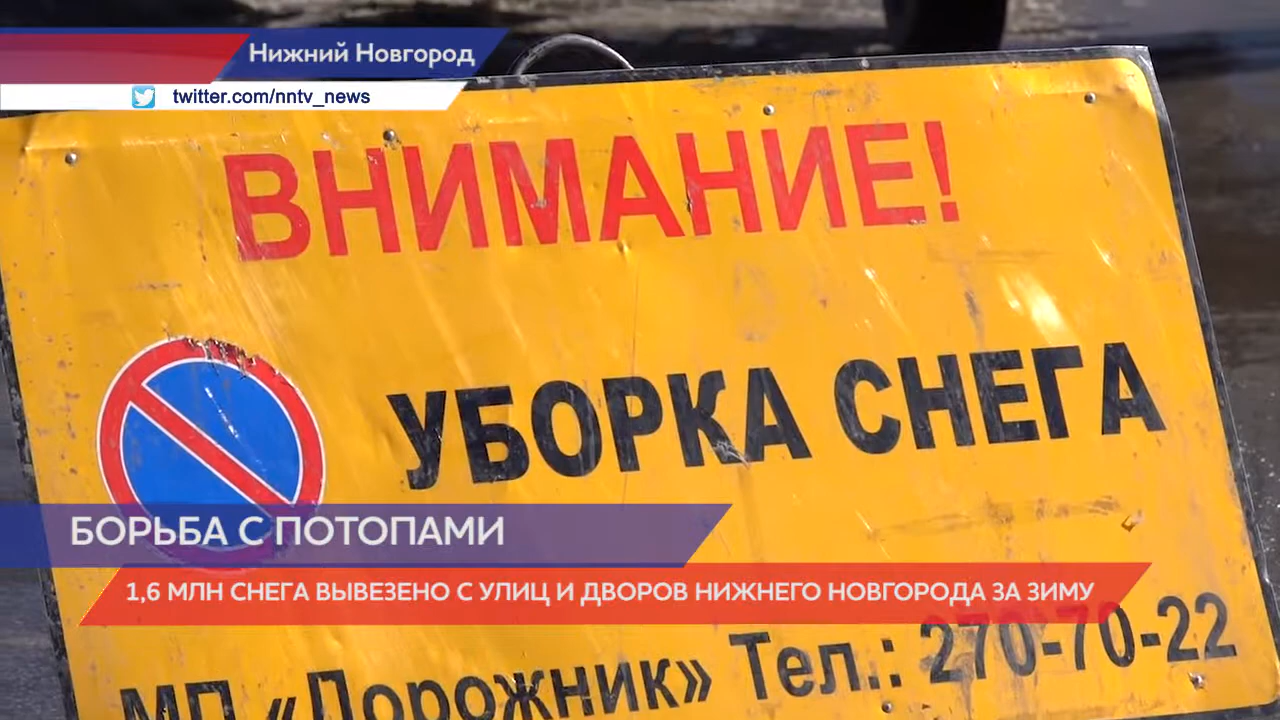 Нижний Новгород
twitter.com/nntv_news
ВНИМАНИЕ!
УБОРКА СНЕГА
БОРЬБА С ПОТОПАМИ
1,6 МЛН СНЕГА ВЫВЕЗЕНО С УЛИЦ И ДВОРОВ НИЖНЕГО НОВГОРОДА ЗА ЗИМУ
МП «Дорожник» Тел.: 270-70-22